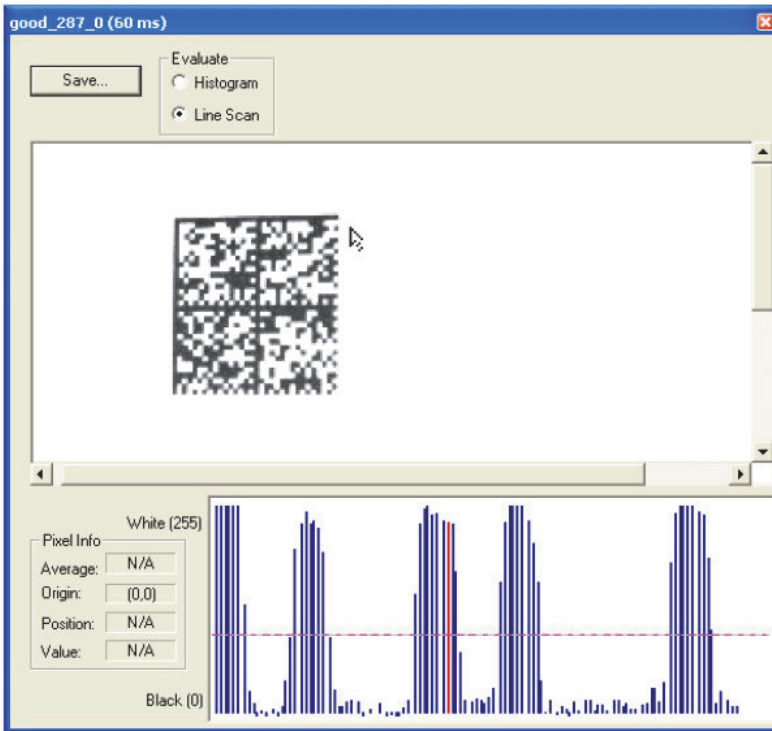 good_287_0 (60 ms)
Save...
Evaluate
Histogram
Line Scan
White (255)
Pixel Info
Average: N/A
Origin: (0,0)
Position: N/A
Value: N/A
Black (0)